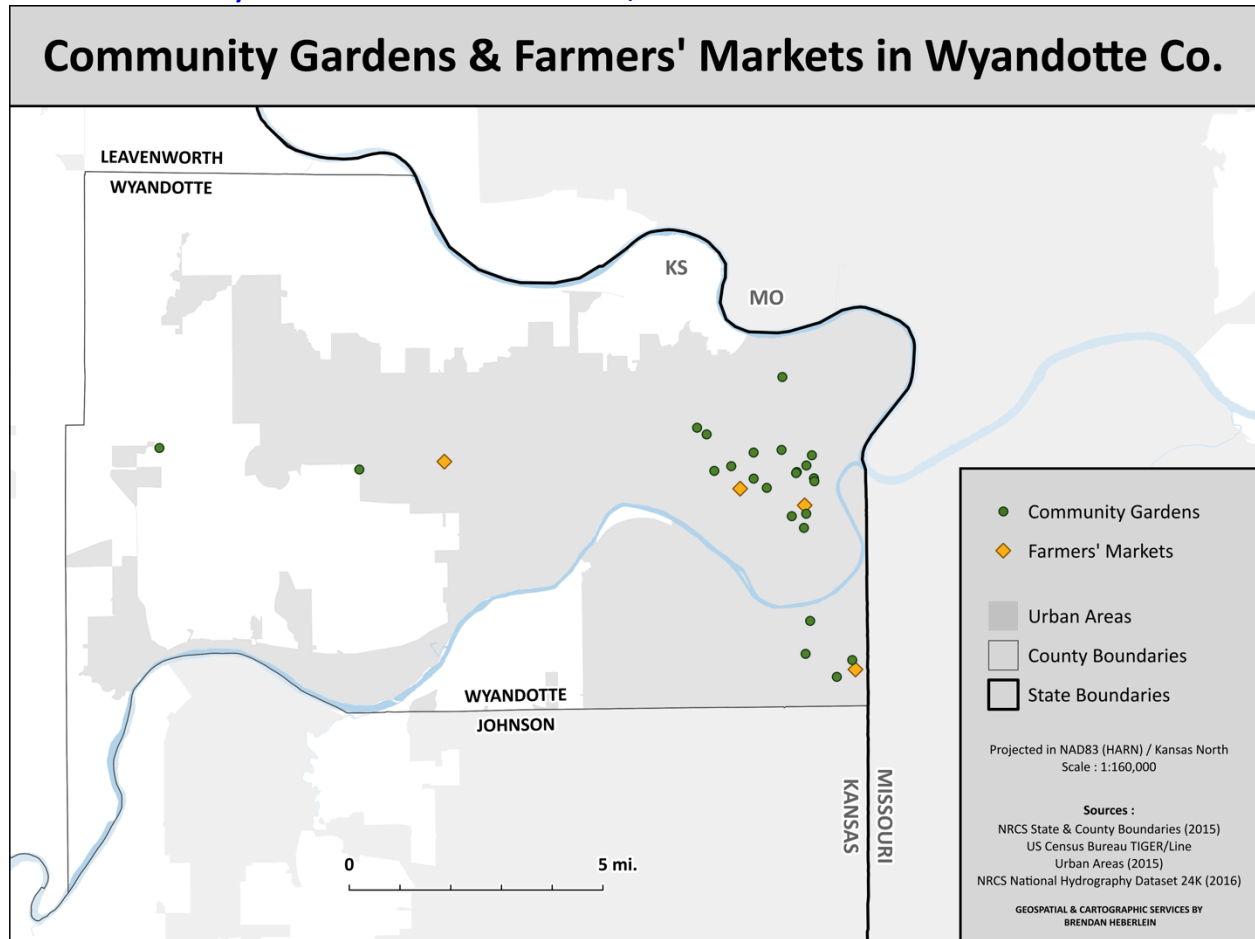 Community Gardens & Farmers' Markets in Wyandotte Co.
LEAVENWORTH
WYANDOTTE
KS
MO
Community Gardens
Farmers' Markets
Urban Areas
County Boundaries
State Boundaries
WYANDOTTE
JOHNSON
KANSAS
MISSOURI
0
5 mi.
Projected in NAD83 (HARN) / Kansas North
Scale : 1:160,000
Sources :
NRCS State & County Boundaries (2015)
US Census Bureau TIGER/Line
Urban Areas (2015)
NRCS National Hydrography Dataset 24K (2016)
GEOSPATIAL & CARTOGRAPHIC SERVICES BY
BRENDAN HEBERLEIN